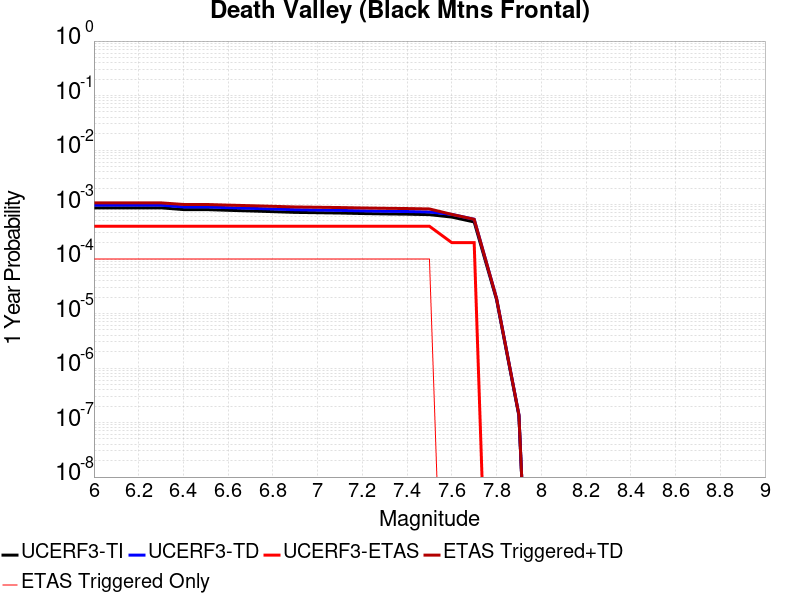 Death Valley (Black Mtns Frontal)
1 Year Probability
10^0
10^-1
10^-2
10^-3
10^-4
10^-5
10^-6
10^-7
10^-8
6 6.2 6.4 6.6 6.8 7 7.2 7.4 7.6 7.8 8 8.2 8.4 8.6 8.8 9
Magnitude
UCERF3-TI UCERF3-TD UCERF3-ETAS ETAS Triggered+TD
ETAS Triggered Only